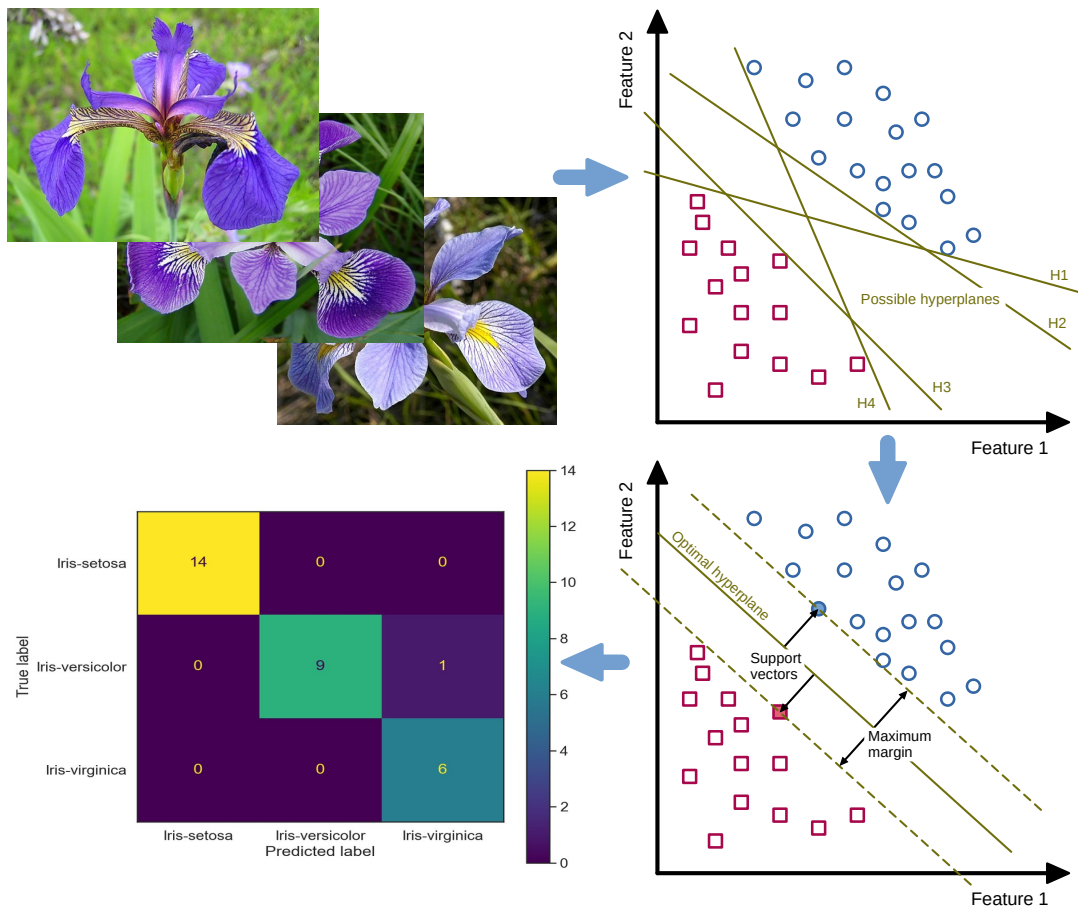 Feature 2
H1
Possible hyperplanes
H2
H3
H4
Feature 1
Feature 2
Optimal hyperplane
Support
vectors
Maximum
margin
Feature 1
14
12
10
8
6
4
2
0
True label
Iris-setosa
14 0 0
Iris-versicolor
0 9 1
Iris-virginica
0 0 6
Iris-setosa Iris-versicolor Iris-virginica
Predicted label